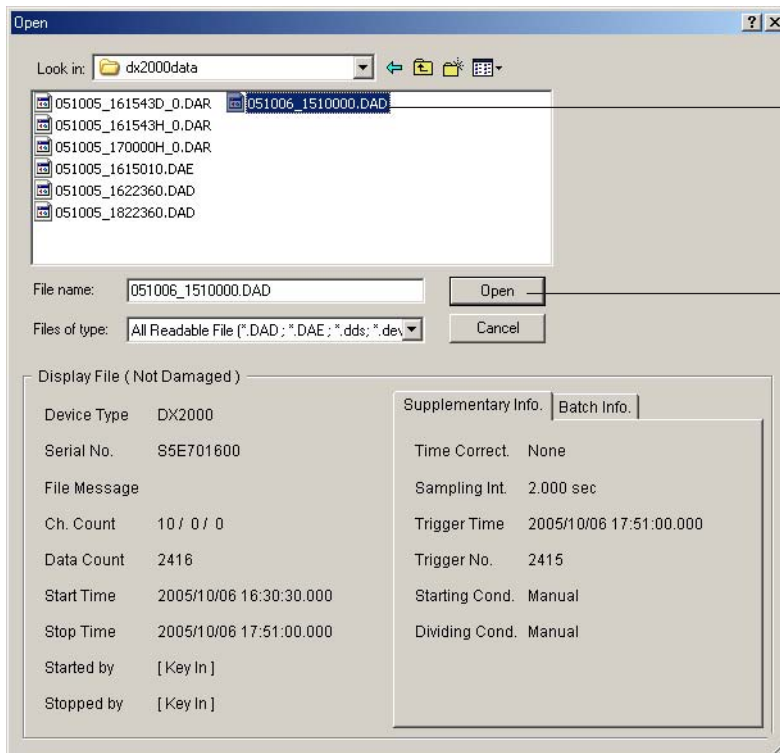 Open
Look in: dx2000data
051005_161543D_0.DAR 051006_1510000.DAD
051005_161543H_0.DAR
051005_170000H_0.DAR
051005_1615010.DAE
051005_1622360.DAD
051005_1822360.DAD
File name: 051006_1510000.DAD Open
Files of type: All Readable File (*.DAD ; *.DAE ; *.dds; *.dev Cancel
Display File ( Not Damaged )
Device Type DX2000
Serial No. S5E701600
File Message
Ch. Count 10 / 0 / 0
Data Count 2416
Start Time 2005/10/06 16:30:30.000
Stop Time 2005/10/06 17:51:00.000
Started by [ Key In ]
Stopped by [ Key In ]
Supplementary Info. Batch Info.
Time Correct. None
Sampling Int. 2.000 sec
Trigger Time 2005/10/06 17:51:00.000
Trigger No. 2415
Starting Cond. Manual
Dividing Cond. Manual